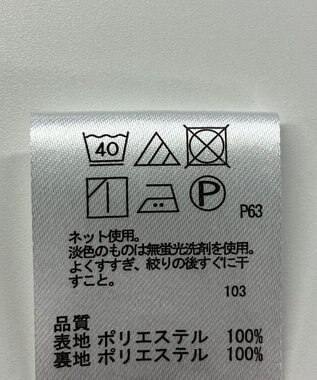 40
P
P63
ネット使用。
淡色のものは無蛍光洗剤を使用。
よくすすぎ、絞りの後すぐに干
すこと。
103
品質
表地 ポリエステル 100%
裏地 ポリエステル 100%